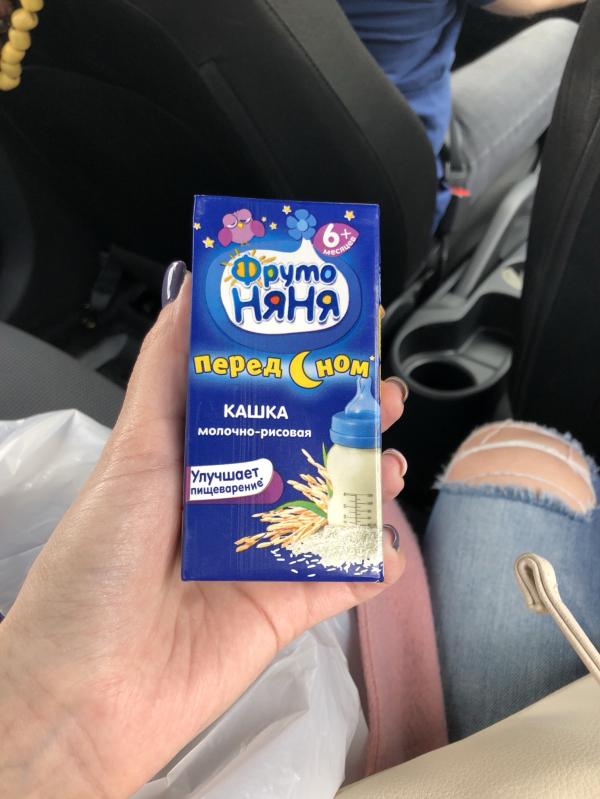 6+
месяцев
Фруто
НЯНЯ
перед Сном*
КАШКА
молочно-рисовая
Улучшает
пищеварение*